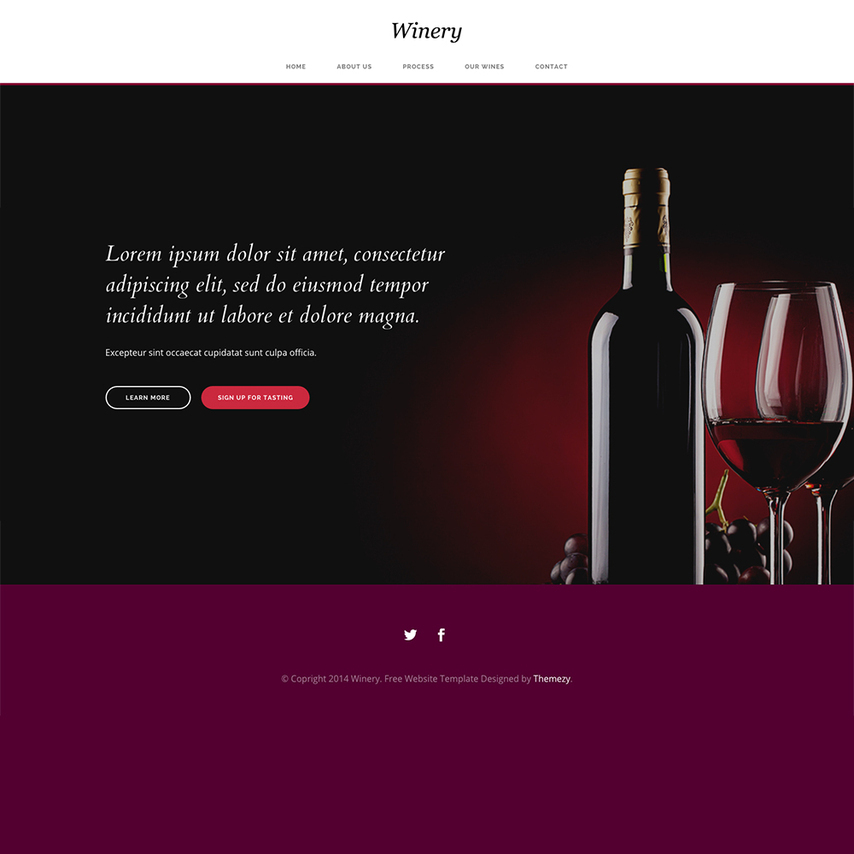 Winery
HOME ABOUT US PROCESS OUR WINES CONTACT
Lorem ipsum dolor sit amet, consectetur
adipiscing elit, sed do eiusmod tempor
incididunt ut labore et dolore magna.
Excepteur sint occaecat cupidatat sunt culpa officia.
LEARN MORE SIGN UP FOR TASTING
© Copright 2014 Winery. Free Website Template Designed by Themezy.